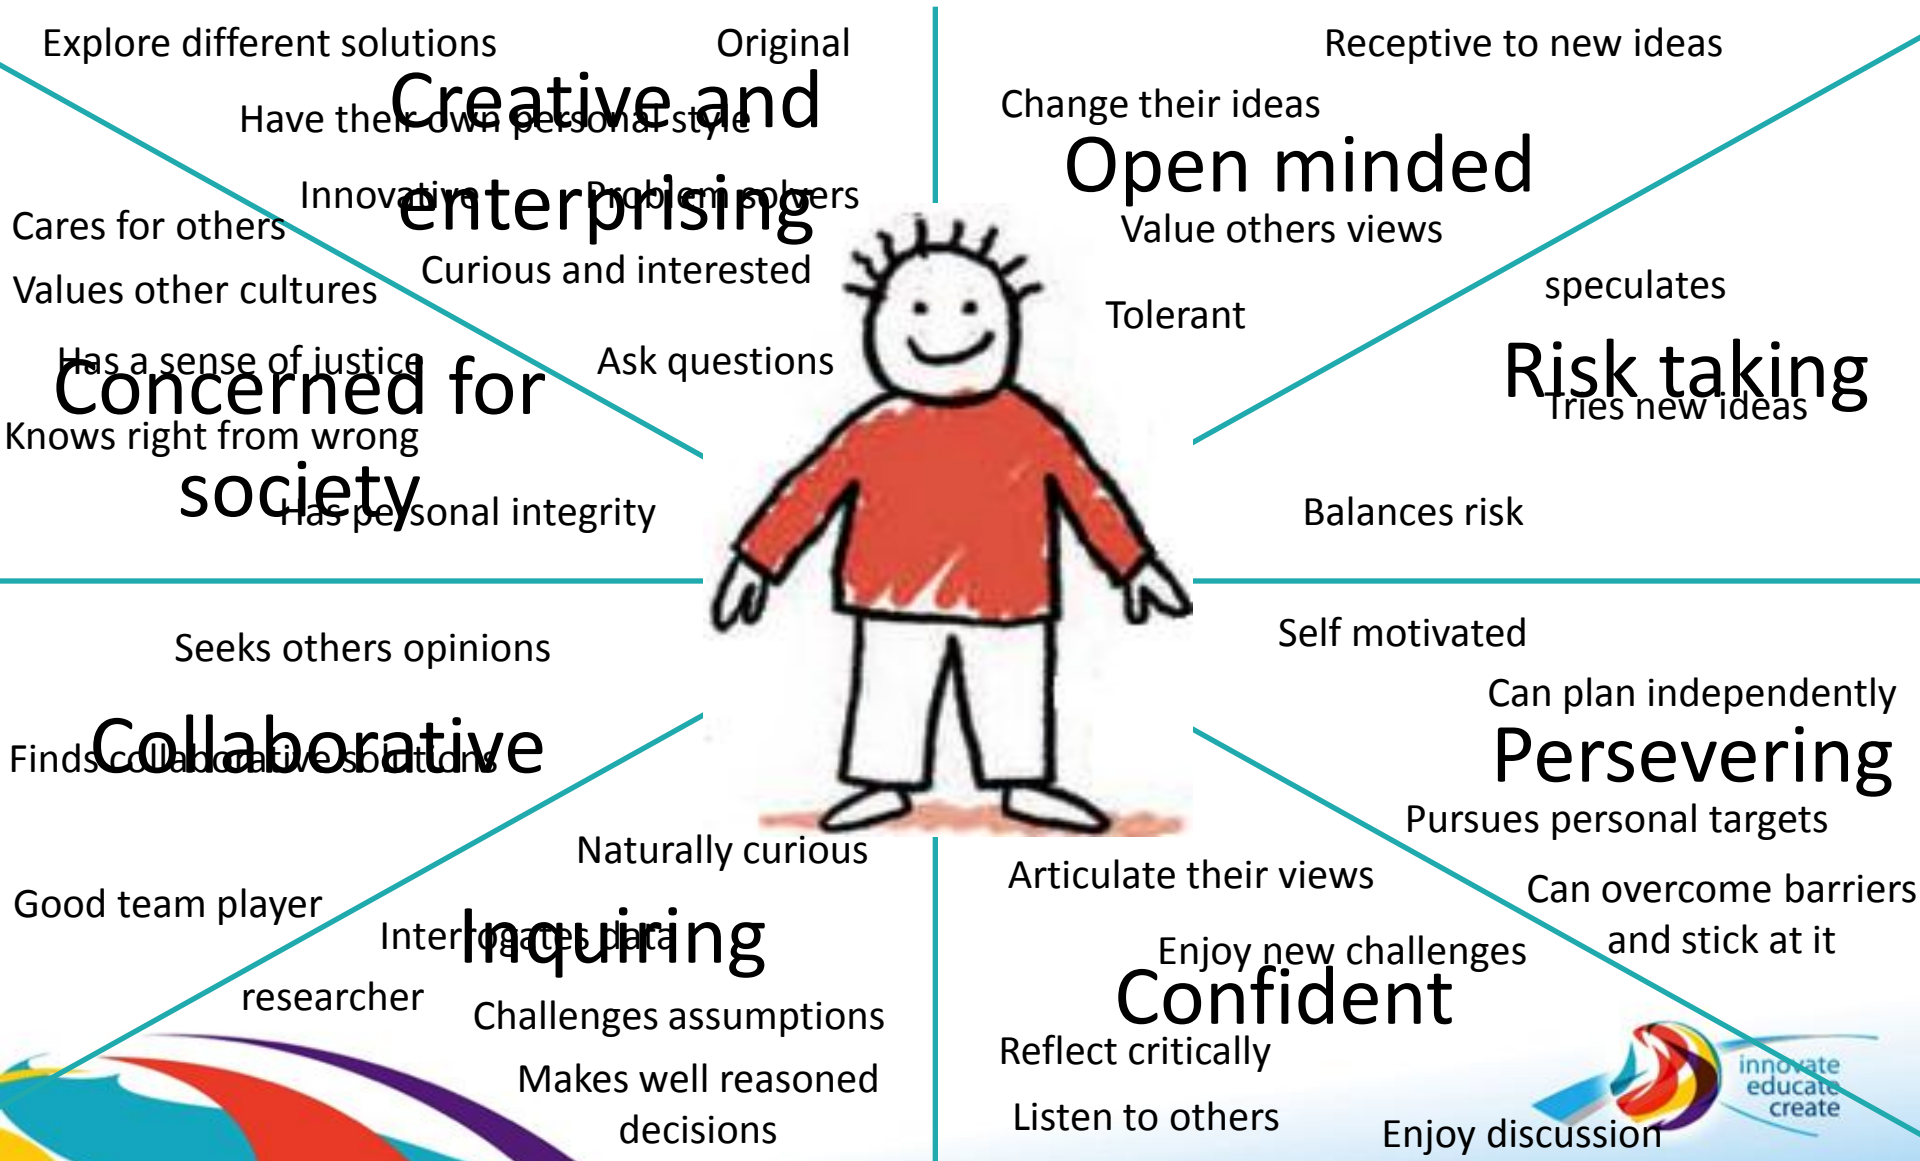 Explore different solutions
Original
Creative and
enterprising
Have their own personal style
Innovative
Problem solvers
Curious and interested
Ask questions
Receptive to new ideas
Change their ideas
Open minded
Value others views
Tolerant
speculates
Risk taking
Tries new ideas
Balances risk
Cares for others
Values other cultures
Has a sense of justice
Concerned for
society
Knows right from wrong
Has personal integrity
Seeks others opinions
Collaborative
Finds collaborative solutions
Good team player
Naturally curious
Inquiring
Interrogates data
researcher
Challenges assumptions
Makes well reasoned
decisions
Self motivated
Can plan independently
Persevering
Pursues personal targets
Can overcome barriers
and stick at it
Articulate their views
Enjoy new challenges
Confident
Reflect critically
Listen to others
Enjoy discussion
innovate
educate
create